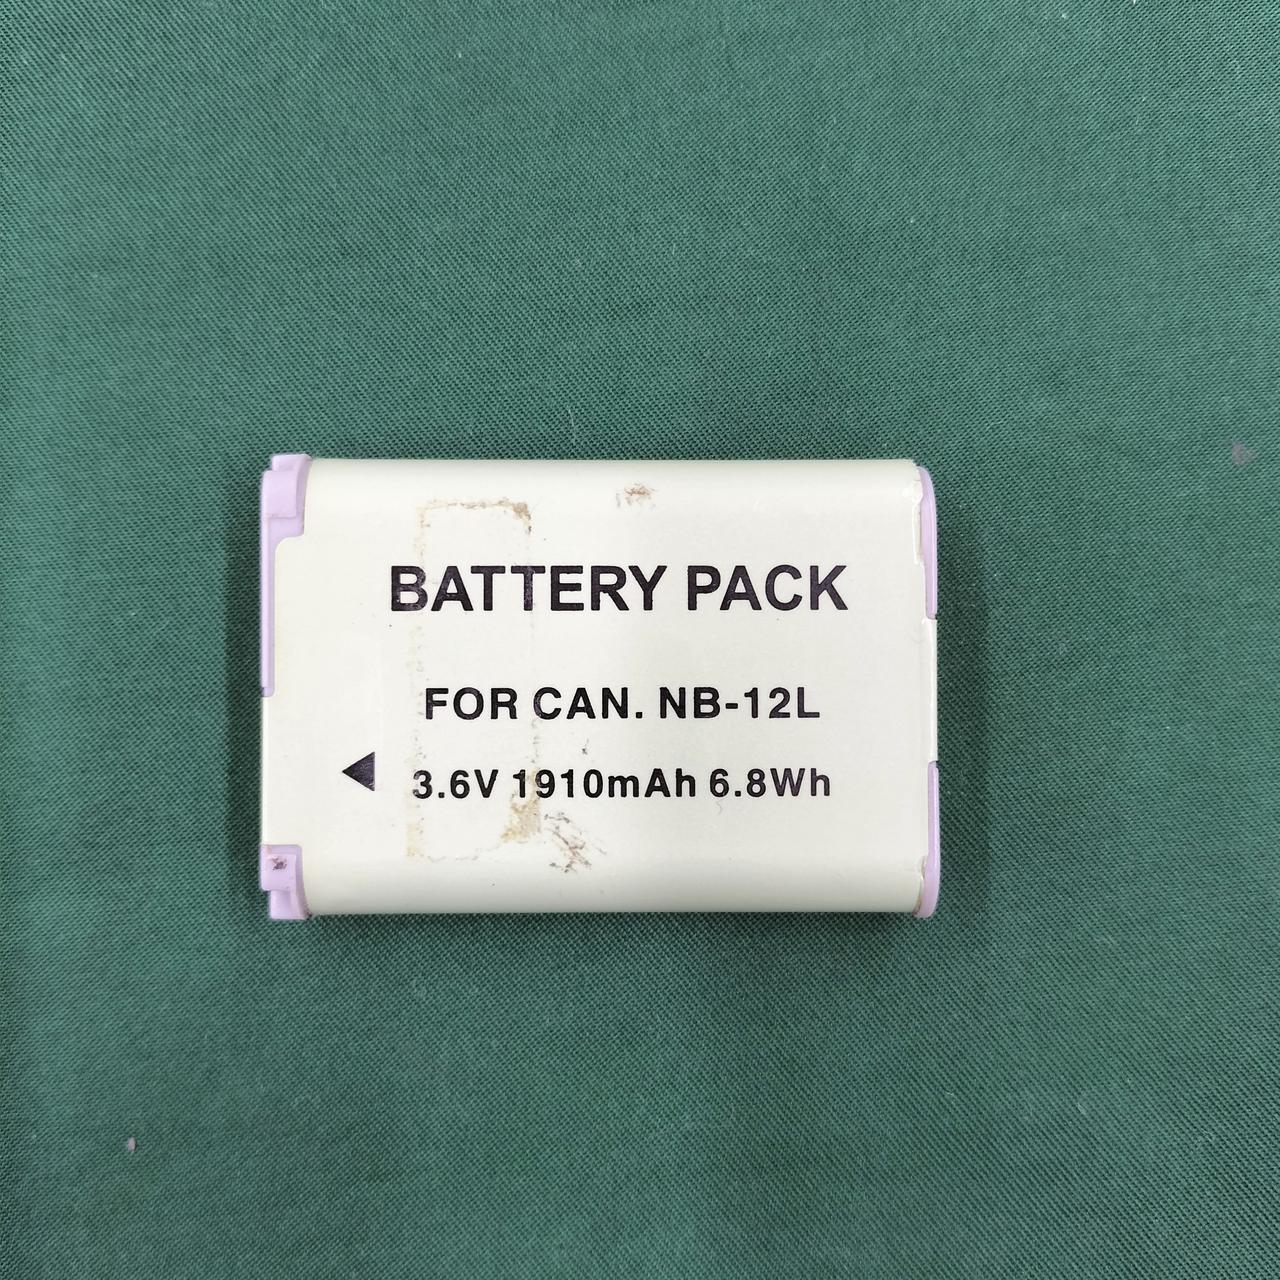 BATTERY PACK
FOR CAN. NB-12L
3.6V 1910mAh 6.8Wh